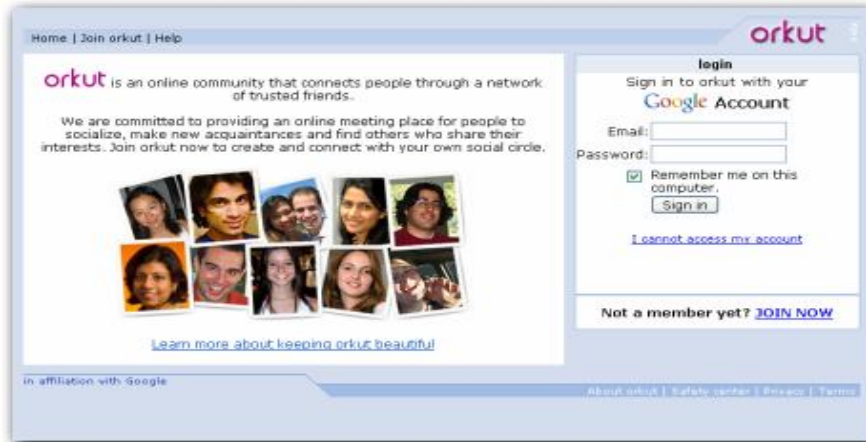 Home | Join orkut | Help
orkut
orkut is an online community that connects people through a network
of trusted friends.
We are committed to providing an online meeting place for people to
socialize, make new acquaintances and find others who share their
interests. Join orkut now to create and connect with your own social circle.
Learn more about keeping orkut beautiful
login
Sign in to orkut with your
Google Account
Email:
Password:
Remember me on this
computer.
Sign in
I cannot access my account
Not a member yet? JOIN NOW
in affiliation with Google
About orkut | Safety center | Privacy | Terms